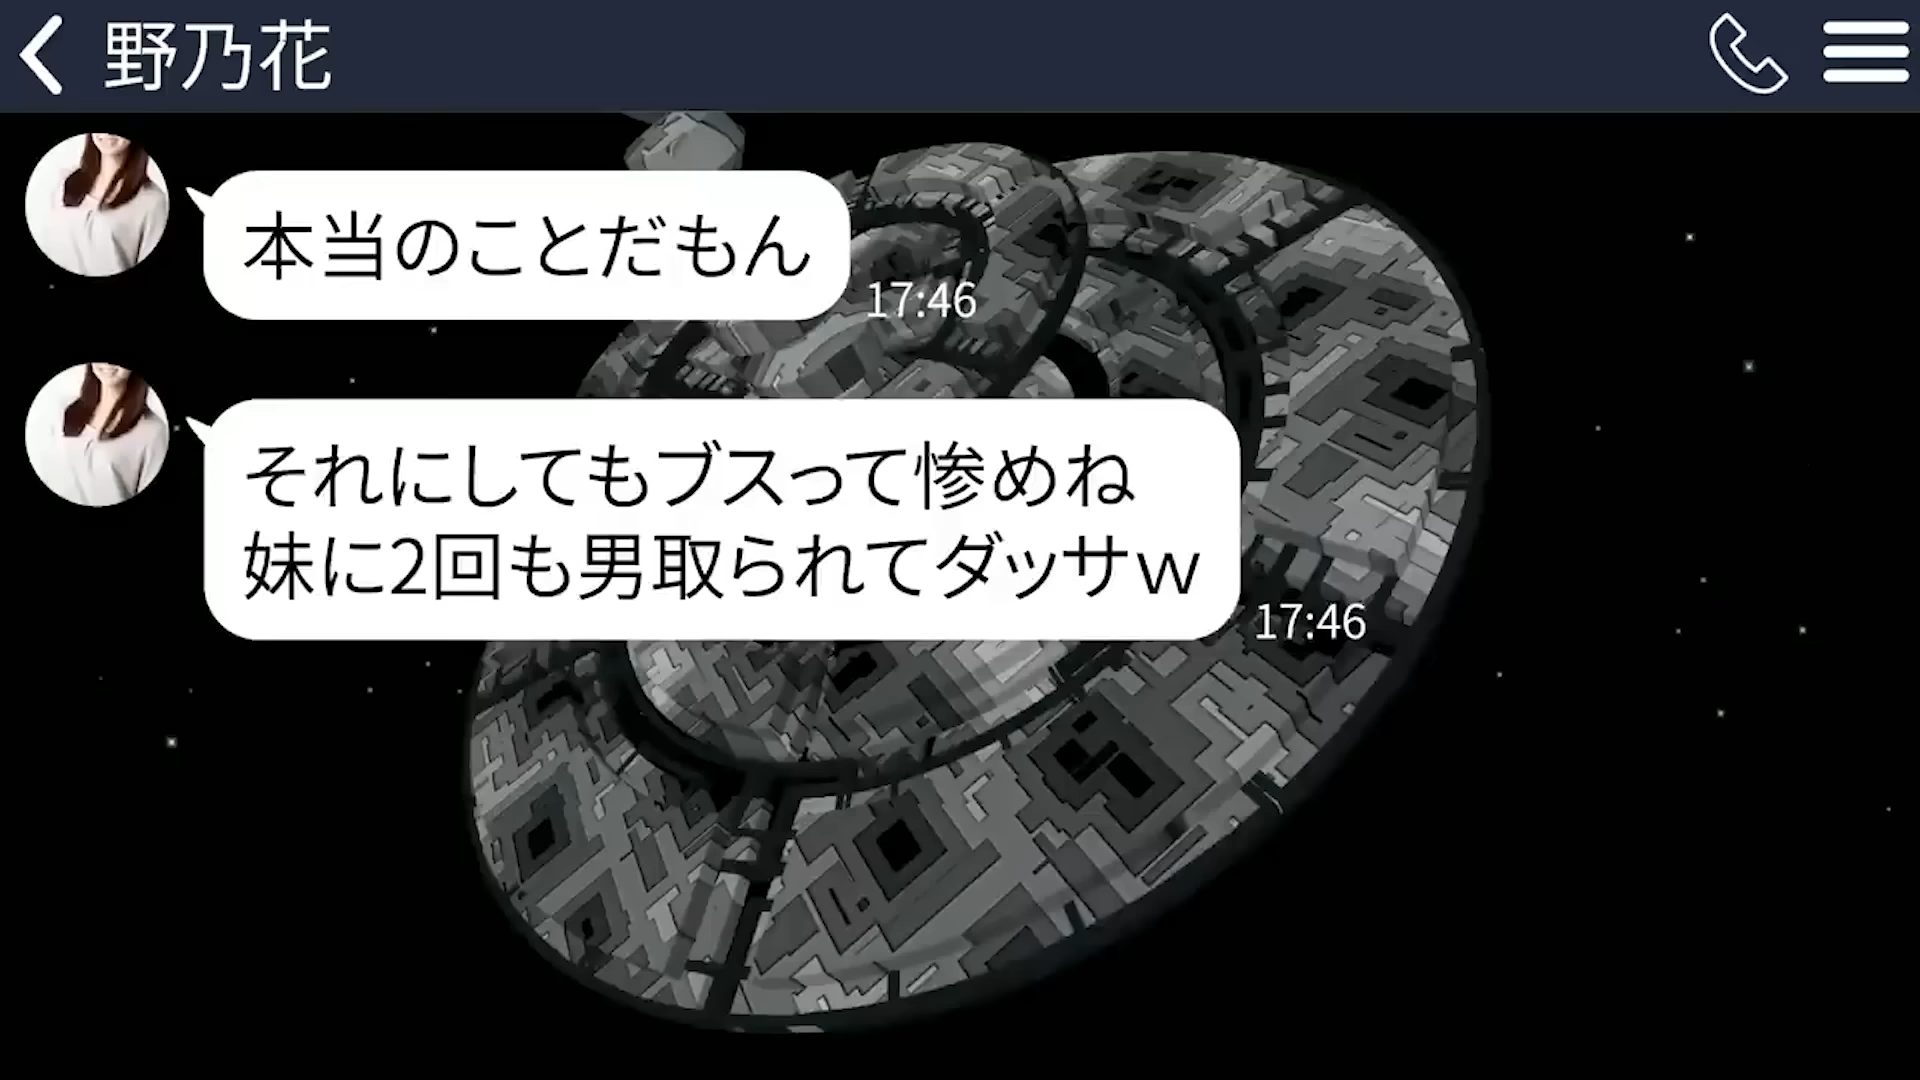 野乃花
本当のことだもん
17:46
それにしてもブスって惨めね
妹に2回も男取られてダッサｗ
17:46